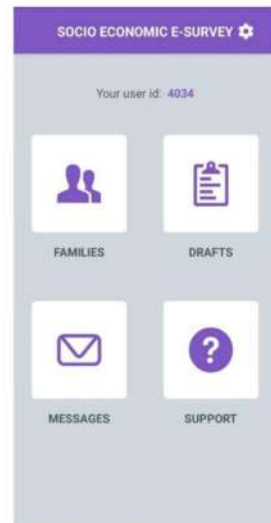 SOCIO ECONOMIC E-SURVEY
Your user id: 4034
FAMILIES DRAFTS
MESSAGES SUPPORT